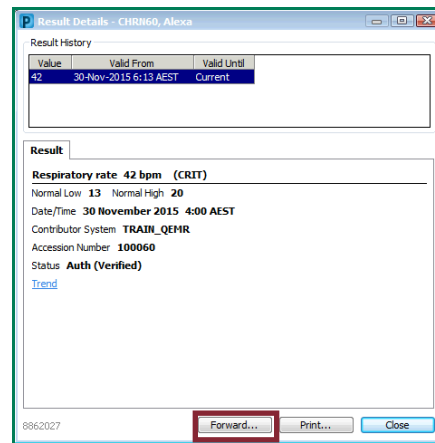 Result Details - CHRN60, Alexa
Result History
Value Valid From Valid Until
42 30-Nov-2015 6:13 AEST Current
Result
Respiratory rate 42 bpm (CRIT)
Normal Low 13 Normal High 20
Date/Time 30 November 2015 4:00 AEST
Contributor System TRAIN_QEMR
Accession Number 100060
Status Auth (Verified)
Trend
8862027 Forward... Print... Close